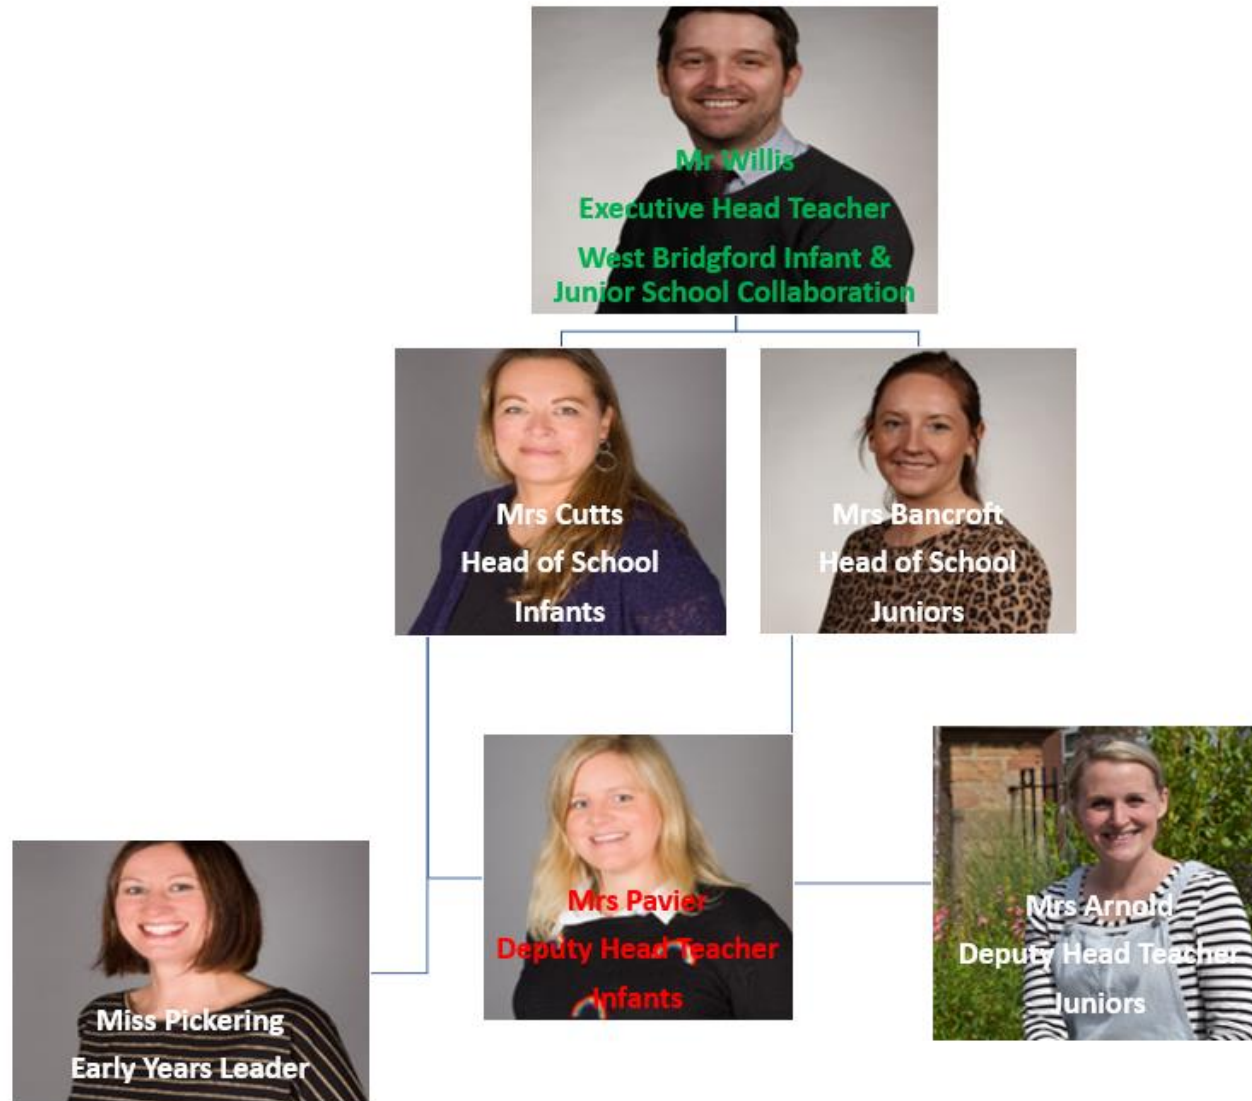 Mr Willis
Executive Head Teacher
West Bridgford Infant &
Junior School Collaboration
Mrs Cutts
Head of School
Infants
Mrs Bancroft
Head of School
Juniors
Mrs Pavier
Deputy Head Teacher
Infants
Mrs Arnold
Deputy Head Teacher
Juniors
Miss Pickering
Early Years Leader